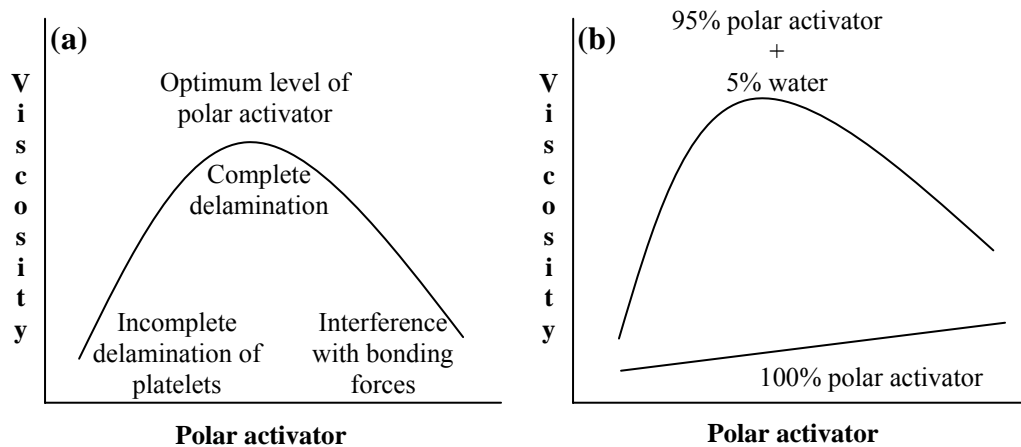 (a)
Viscosity
Optimum level of
polar activator
Complete
delamination
Incomplete
delamination of
platelets
Interference
with bonding
forces
Polar activator
(b)
Viscosity
95% polar activator
+
5% water
100% polar activator
Polar activator